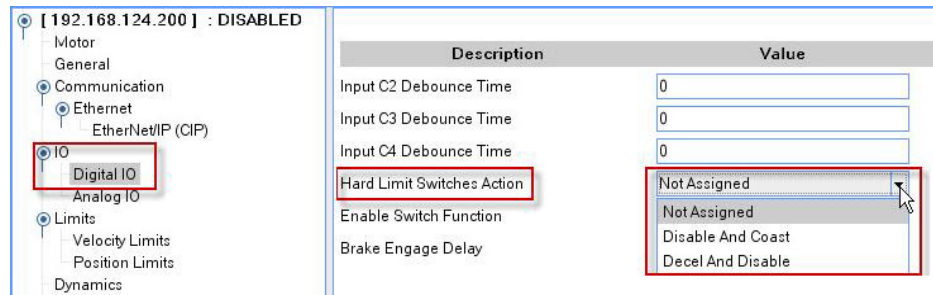 [ 192.168.124.200 ] : DISABLED
Motor
General
Communication
Ethernet
EtherNet/IP (CIP)
IO
Digital IO
Analog IO
Limits
Velocity Limits
Position Limits
Dynamics
Description Value
Input C2 Debounce Time 0
Input C3 Debounce Time 0
Input C4 Debounce Time 0
Hard Limit Switches Action Not Assigned
Enable Switch Function Not Assigned
Disable And Coast
Brake Engage Delay Decel And Disable